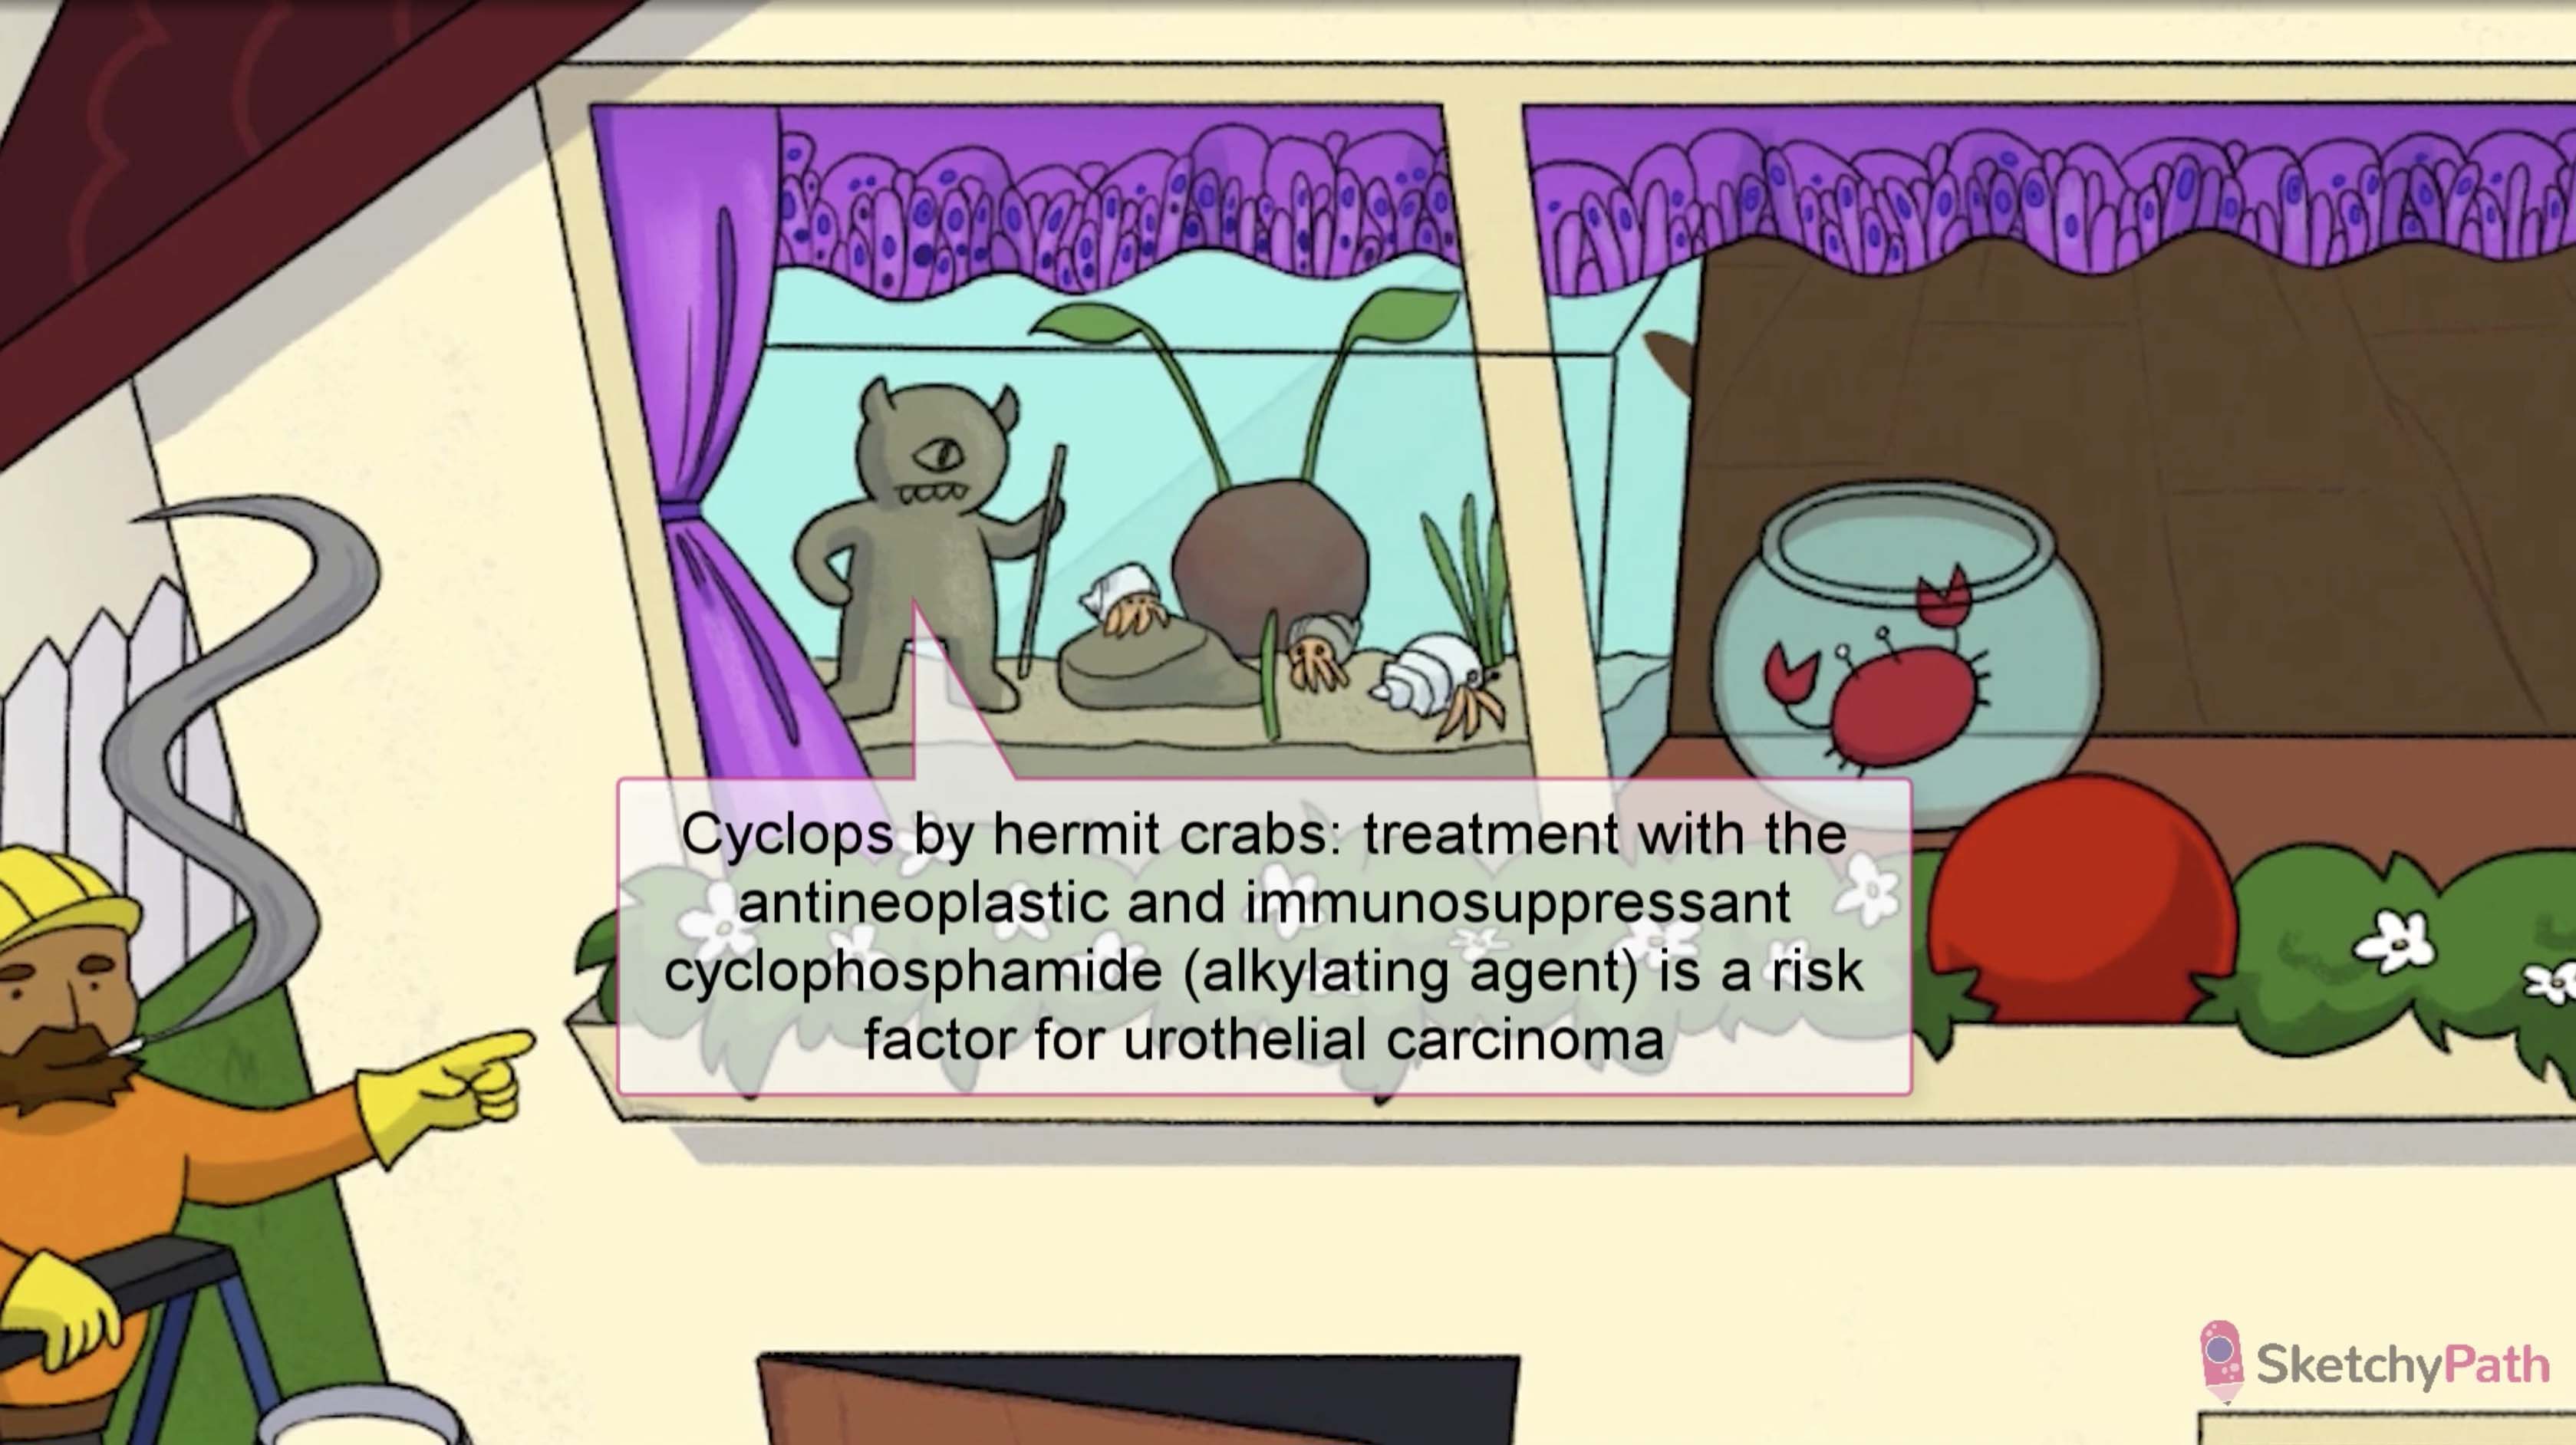 Cyclops by hermit crabs: treatment with the
antineoplastic and immunosuppressant
cyclophosphamide (alkylating agent) is a risk
factor for urothelial carcinoma
SketchyPath